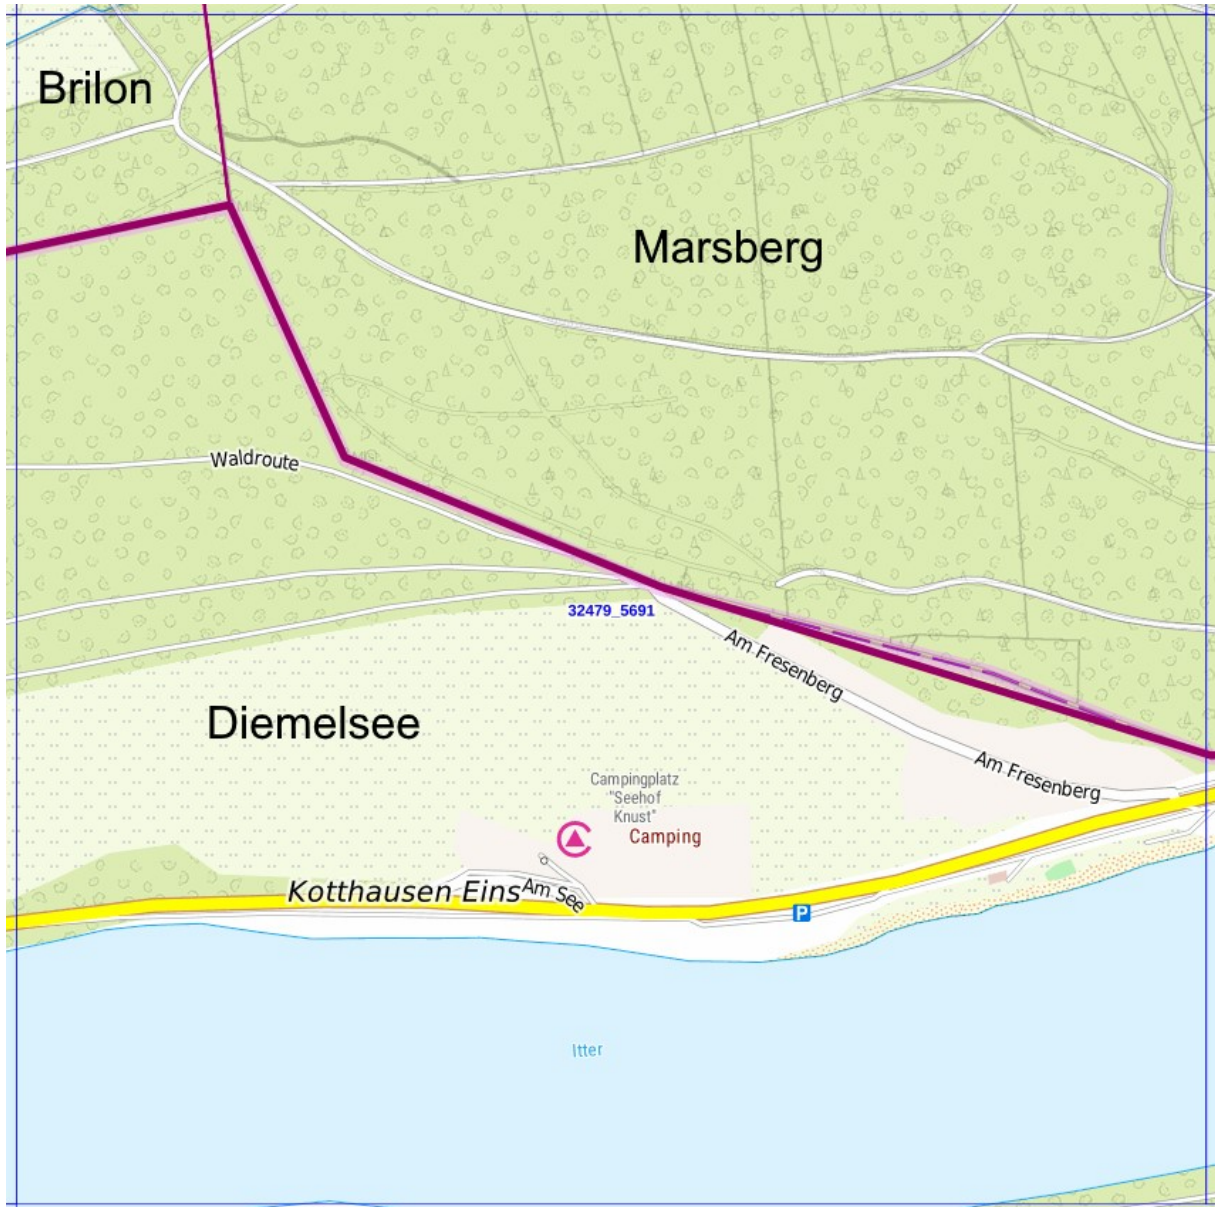 Brilon
Marsberg
Waldroute
32479_5691
Am Fresenberg
Diemelsee
Am Fresenberg
Campingplatz
"Seehof
Knust"
Camping
Kotthausen Eins
Am See
P
Itter